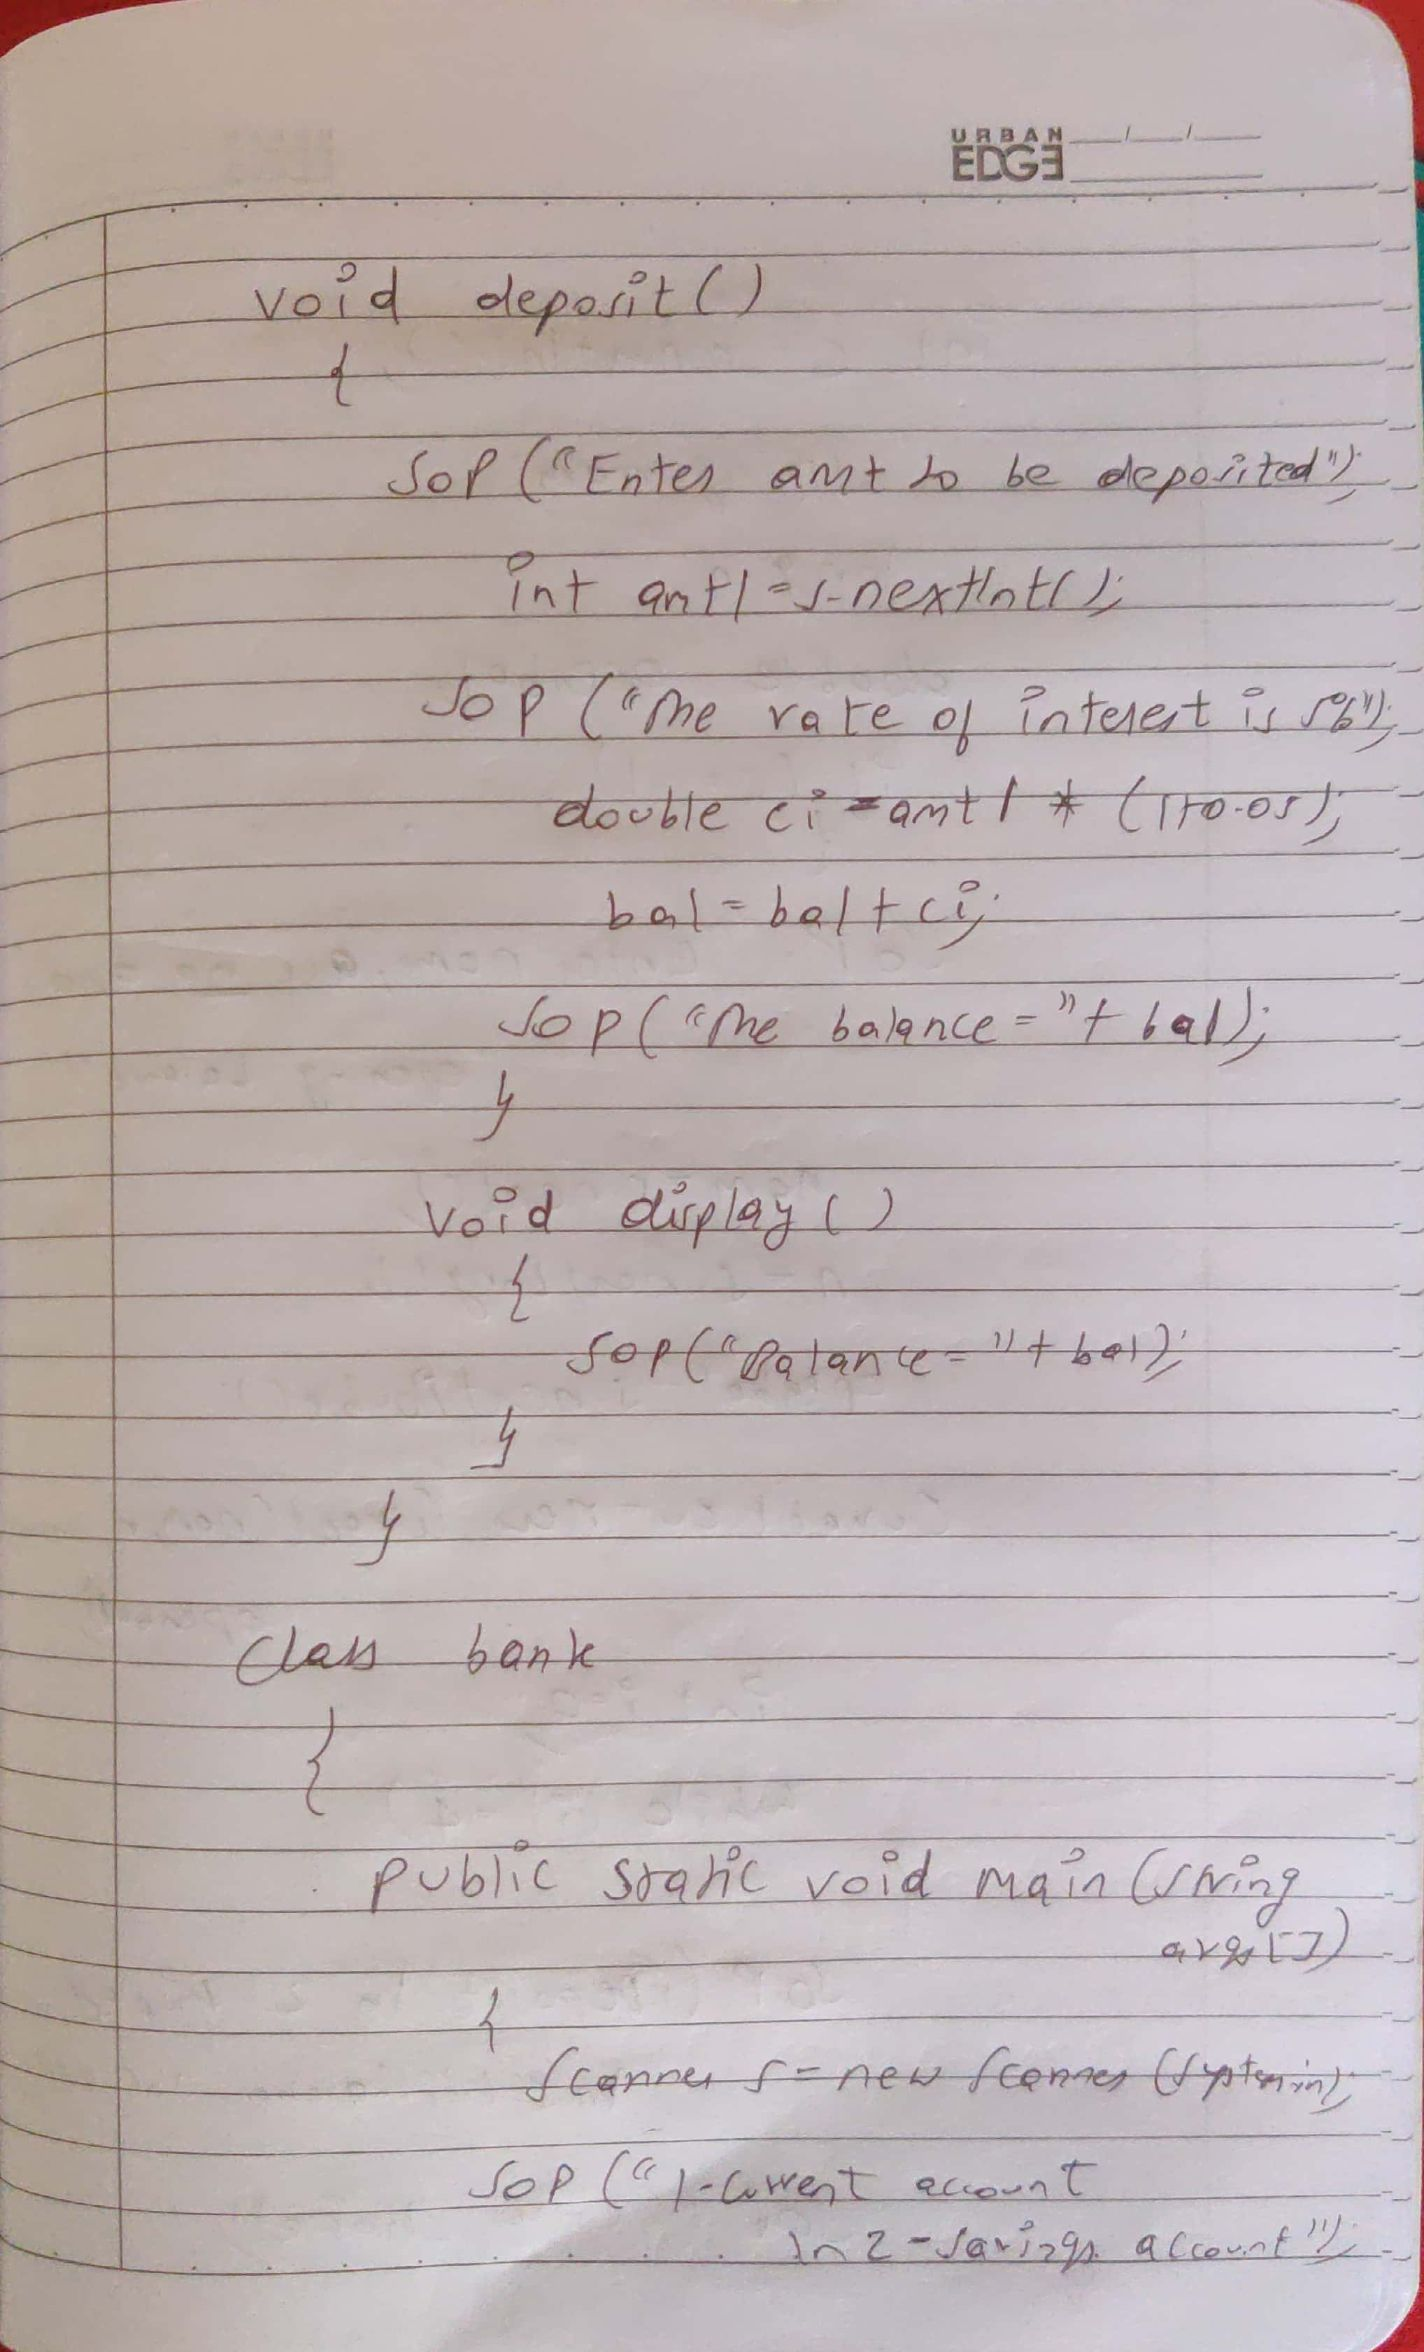 URBAN
EDGE
void deposit()
{
SOP("Enter amt to be deposited");
int amt1=s.nextInt();
SOP("The rate of interest is 5%");
double ci=amt1 * (1+0.05);
bal=bal+ci;
SOP("The balance="+bal);
}
void display()
{
SOP("Balance="+bal);
}
}
class bank
{
public static void main(String
args[])
{
Scanner s=new Scanner(System.in);
SOP("1-Current account
\n2-Savings account");